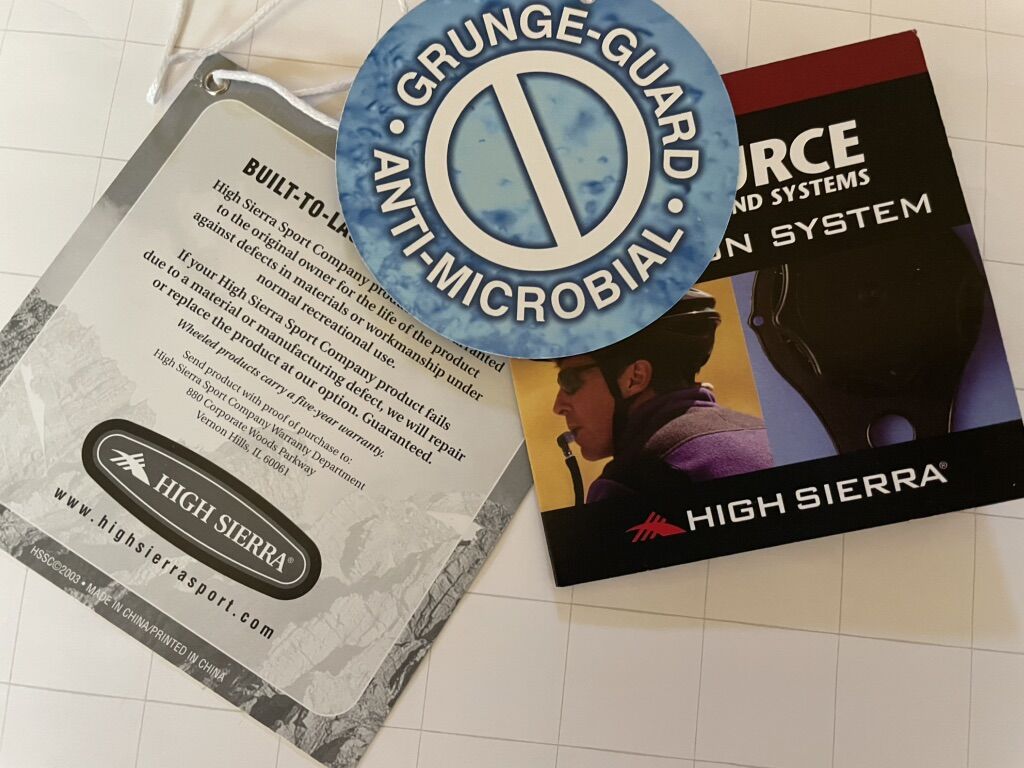 BUILT-TO-LA
High Sierra Sport Company pro
to the original owner for the life of the product
against defects in materials or workmanship under
normal recreational use.
If your High Sierra Sport Company product fails
due to a material or manufacturing defect, we will repair
or replace the product at our option. Guaranteed.
Wheeled products carry a five-year warranty.
Send product with proof of purchase to:
High Sierra Sport Company Warranty Department
880 Corporate Woods Parkway
Vernon Hills, IL 60061
HIGH SIERRA®
www.highsierrasport.com
HSSC©2003 • MADE IN CHINA/PRINTED IN CHINA
• GRUNGE-GUARD •
ANTI-MICROBIAL
URCE
ND SYSTEMS
ON SYSTEM
HIGH SIERRA®